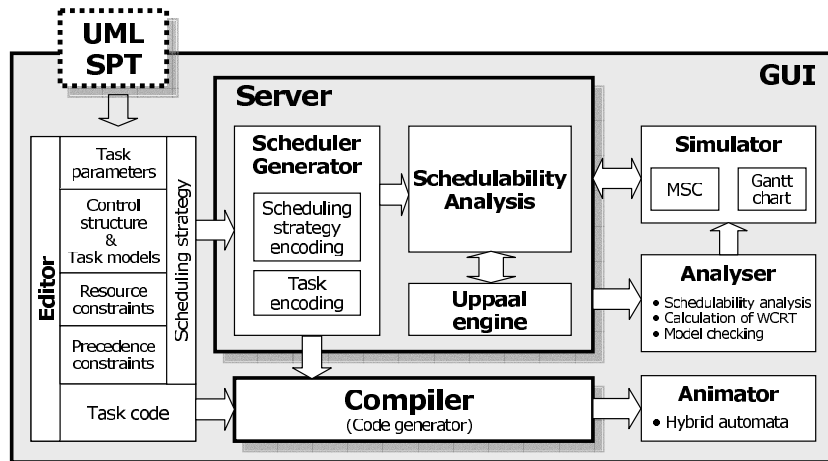 UML
SPT
GUI
Editor
Task
parameters
Control
structure
&
Task models
Resource
constraints
Precedence
constraints
Task code
Scheduling strategy
Server
Scheduler
Generator
Scheduling
strategy
encoding
Task
encoding
Schedulability
Analysis
Uppaal
engine
Compiler
(Code generator)
Simulator
MSC
Gantt
chart
Analyser
• Schedulability analysis
• Calculation of WCRT
• Model checking
Animator
• Hybrid automata